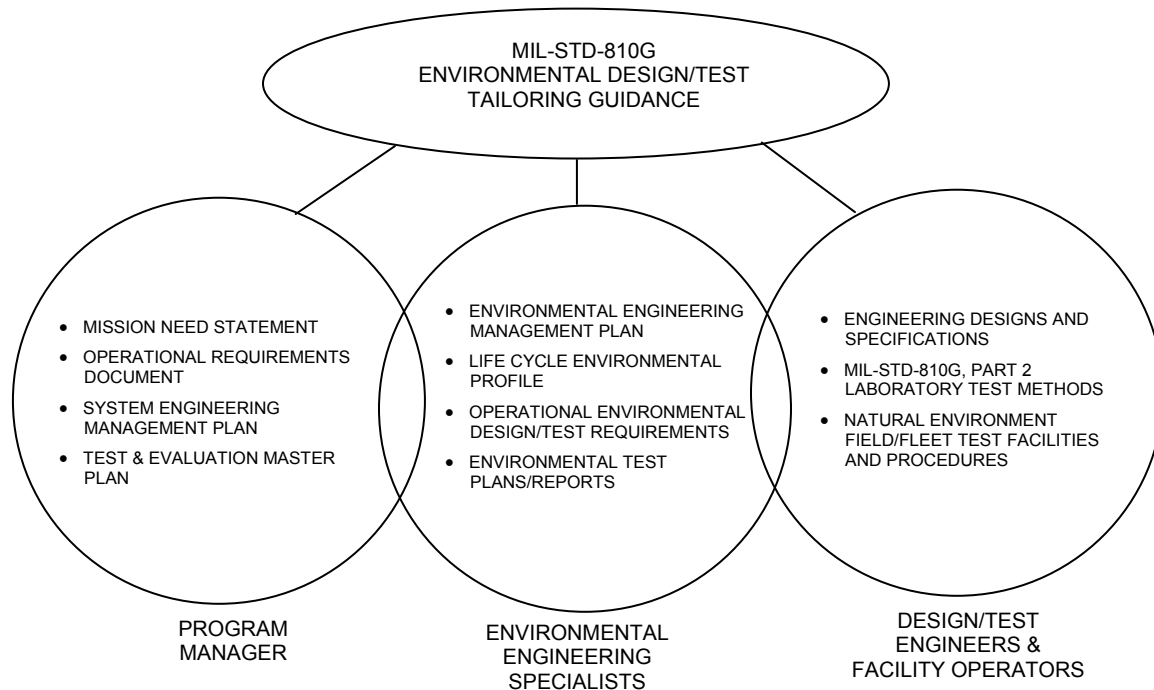 MIL-STD-810G
ENVIRONMENTAL DESIGN/TEST
TAILORING GUIDANCE
• MISSION NEED STATEMENT
• OPERATIONAL REQUIREMENTS
DOCUMENT
• SYSTEM ENGINEERING
MANAGEMENT PLAN
• TEST & EVALUATION MASTER
PLAN
• ENVIRONMENTAL ENGINEERING
MANAGEMENT PLAN
• LIFE CYCLE ENVIRONMENTAL
PROFILE
• OPERATIONAL ENVIRONMENTAL
DESIGN/TEST REQUIREMENTS
• ENVIRONMENTAL TEST
PLANS/REPORTS
• ENGINEERING DESIGNS AND
SPECIFICATIONS
• MIL-STD-810G, PART 2
LABORATORY TEST METHODS
• NATURAL ENVIRONMENT
FIELD/FLEET TEST FACILITIES
AND PROCEDURES
PROGRAM
MANAGER
ENVIRONMENTAL
ENGINEERING
SPECIALISTS
DESIGN/TEST
ENGINEERS &
FACILITY OPERATORS